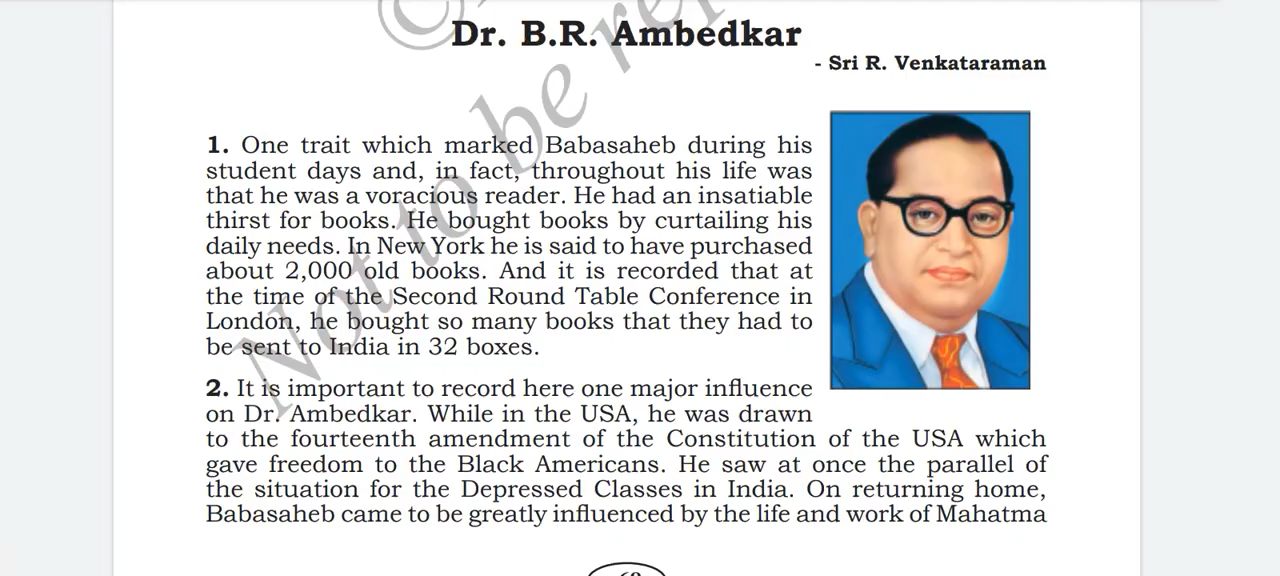 Dr. B.R. Ambedkar
- Sri R. Venkataraman
1. One trait which marked Babasaheb during his
student days and, in fact, throughout his life was
that he was a voracious reader. He had an insatiable
thirst for books. He bought books by curtailing his
daily needs. In New York he is said to have purchased
about 2,000 old books. And it is recorded that at
the time of the Second Round Table Conference in
London, he bought so many books that they had to
be sent to India in 32 boxes.
2. It is important to record here one major influence
on Dr. Ambedkar. While in the USA, he was drawn
to the fourteenth amendment of the Constitution of the USA which
gave freedom to the Black Americans. He saw at once the parallel of
the situation for the Depressed Classes in India. On returning home,
Babasaheb came to be greatly influenced by the life and work of Mahatma
©
Not to be